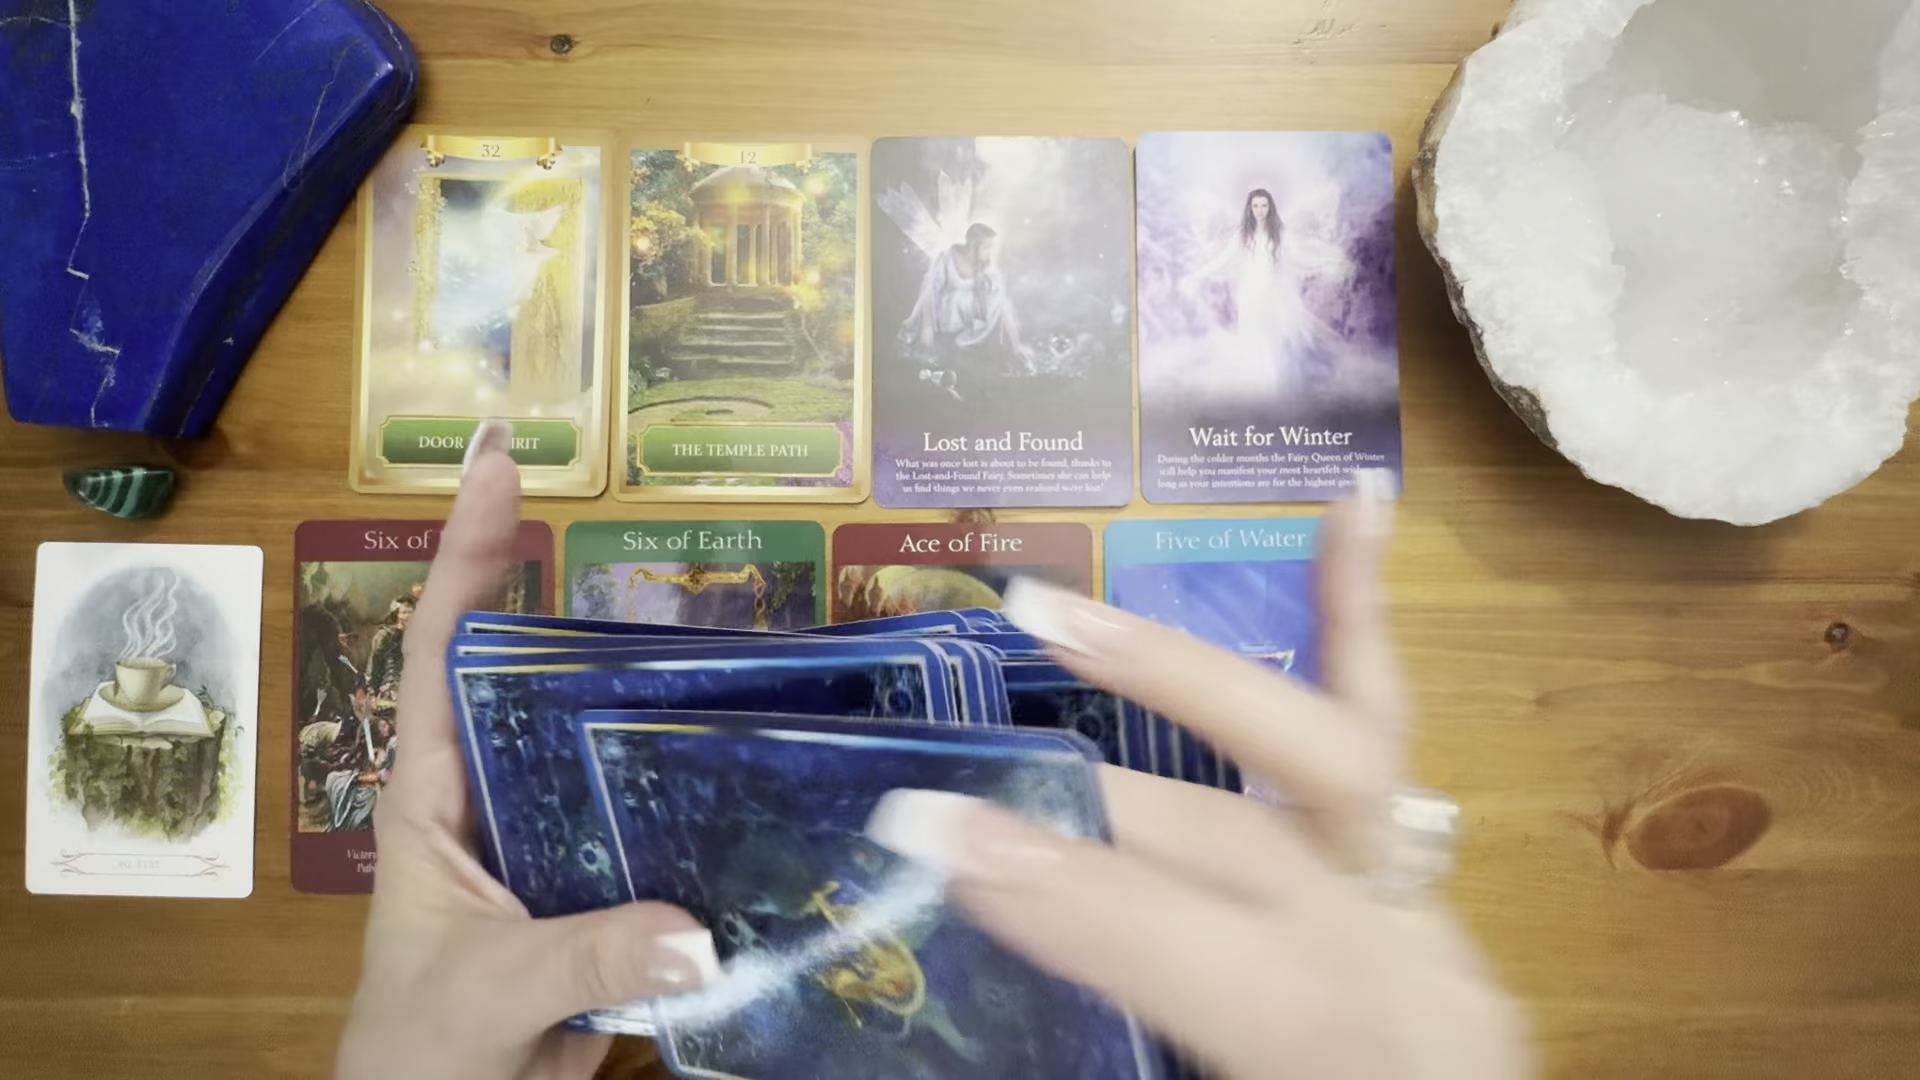 32
12
DOOR
THE TEMPLE PATH
Lost and Found
What was once lost is about to be found, thanks to
the Lost-and-Found Fairy. Sometimes she can help
us find things we never even realized were lost!
Wait for Winter
During the colder months the Fairy Queen of Winter
will help you manifest your most heartfelt
long as your intentions are for the highest
Six of
Six of Earth
Ace of Fire
Five of Water